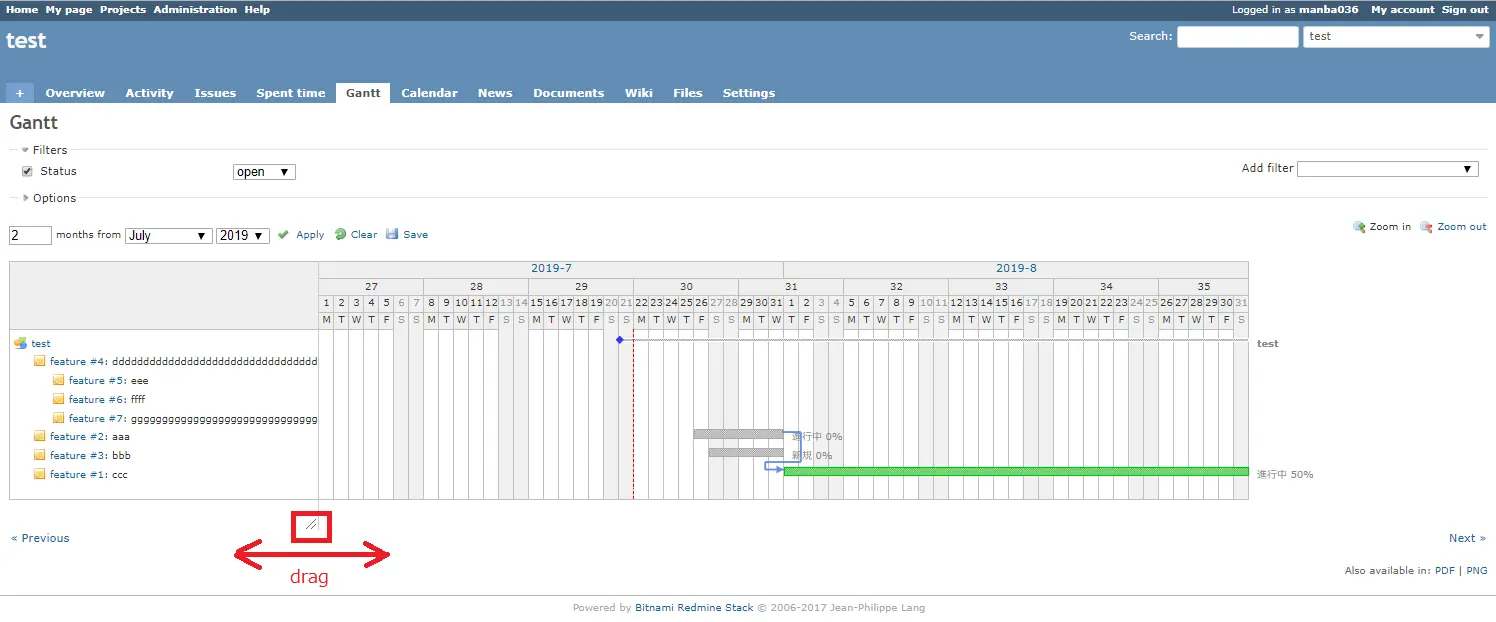 Home My page Projects Administration Help Logged in as manba036 My account Sign out
test Search: test
+ Overview Activity Issues Spent time Gantt Calendar News Documents Wiki Files Settings
Gantt
Filters
Status open Add filter
Options
2 months from July 2019 Apply Clear Save Zoom in Zoom out
2019-7 2019-8
27 28 29 30 31 32 33 34 35
1 2 3 4 5 6 7 8 9 10 11 12 13 14 15 16 17 18 19 20 21 22 23 24 25 26 27 28 29 30 31 1 2 3 4 5 6 7 8 9 10 11 12 13 14 15 16 17 18 19 20 21 22 23 24 25 26 27 28 29 30 31
M T W T F S S M T W T F S S M T W T F S S M T W T F S S M T W T F S S M T W T F S S M T W T F S S M T W T F S S M T W T F S
test test
feature #4: ddddddddddddddddddddddddddddddddd
feature #5: eee
feature #6: ffff
feature #7: gggggggggggggggggggggggggggggg
feature #2: aaa 進行中 0%
feature #3: bbb 新規 0%
feature #1: ccc 進行中 50%
« Previous Next »
drag
Also available in: PDF | PNG
Powered by Bitnami Redmine Stack © 2006-2017 Jean-Philippe Lang